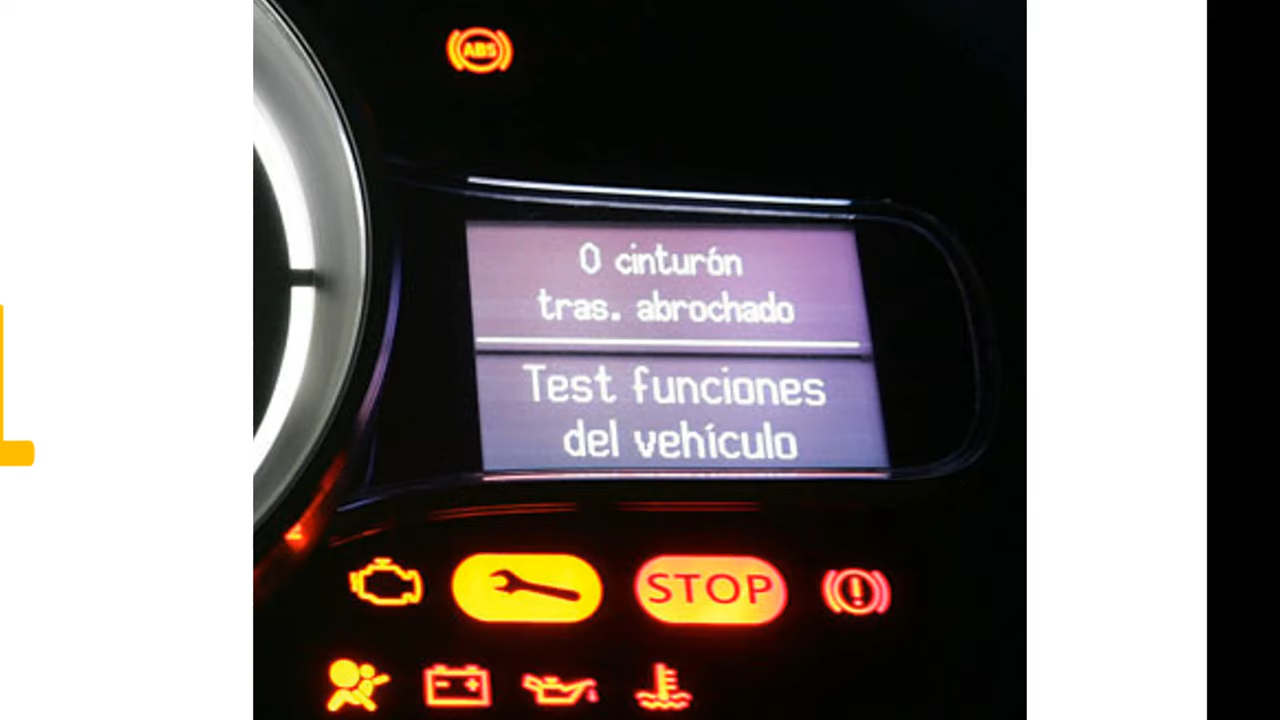 ABS
0 cinturón
tras. abrochado
Test funciones
del vehículo
STOP